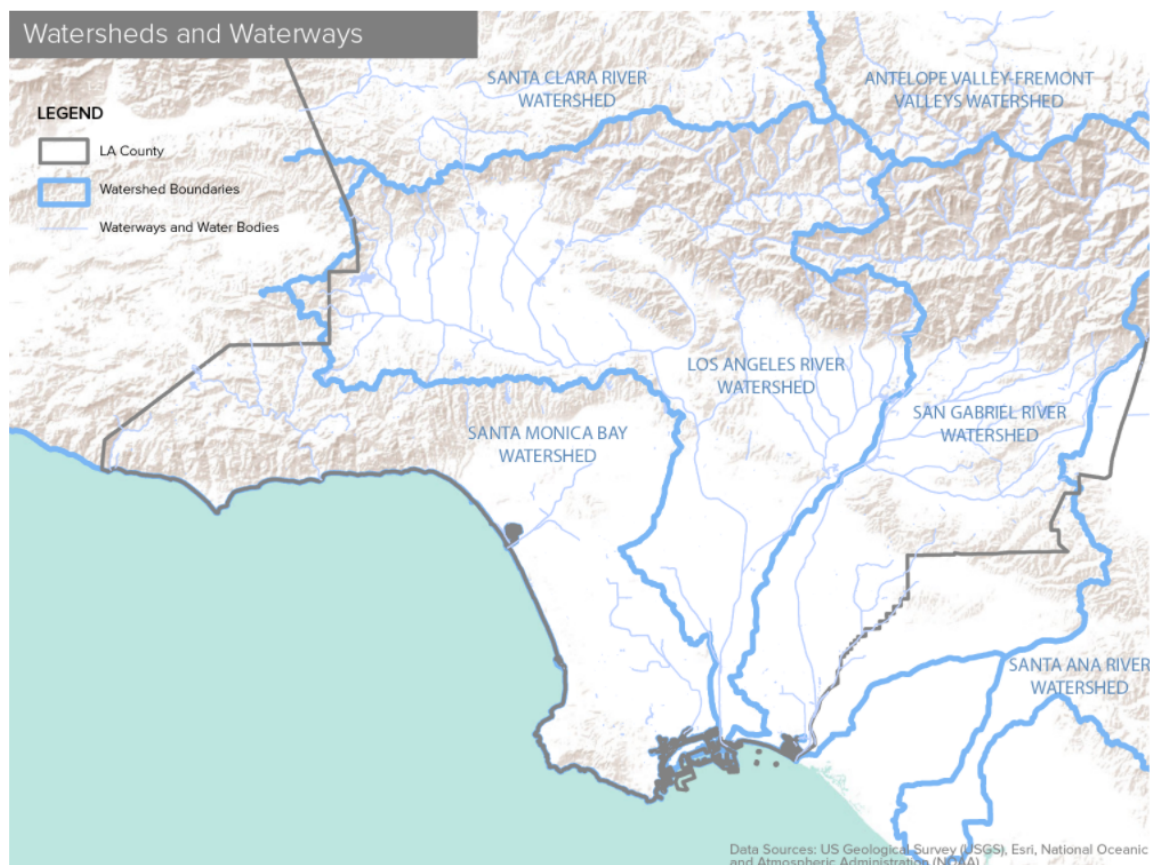 Watersheds and Waterways
LEGEND
LA County
Watershed Boundaries
Waterways and Water Bodies
SANTA CLARA RIVER
WATERSHED
ANTELOPE VALLEY-FREMONT
VALLEYS WATERSHED
LOS ANGELES RIVER
WATERSHED
SAN GABRIEL RIVER
WATERSHED
SANTA MONICA BAY
WATERSHED
SANTA ANA RIVER
WATERSHED
Data Sources: US Geological Survey (USGS), Esri, National Oceanic
and Atmospheric Administration (NOAA)